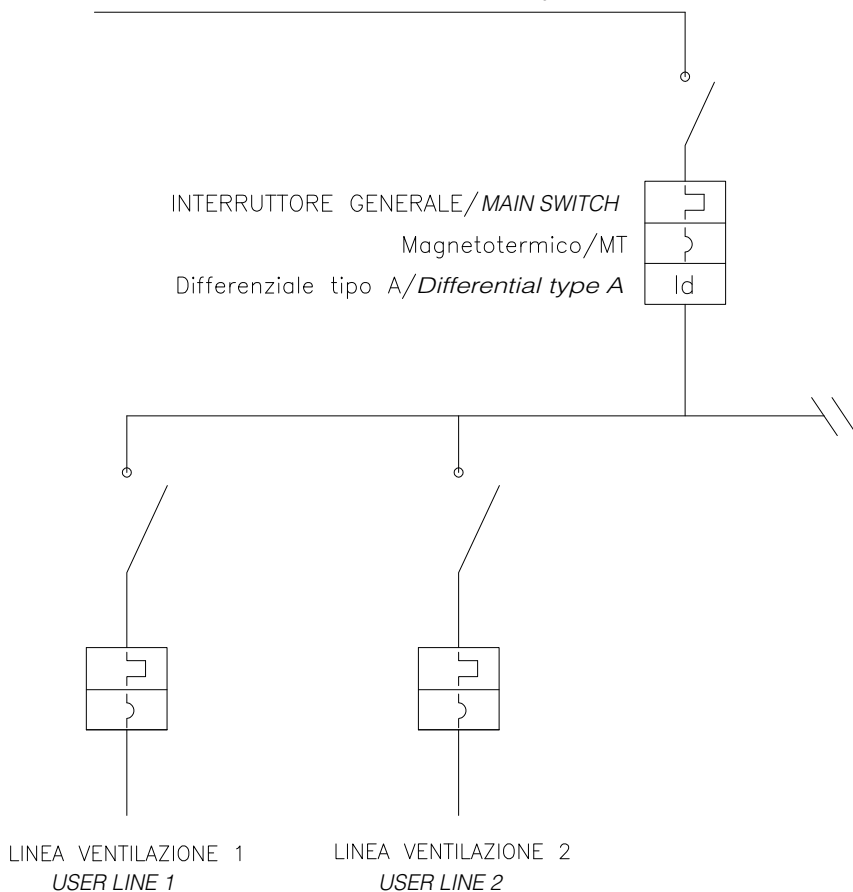 INTERRUTTORE GENERALE/MAIN SWITCH
Magnetotermico/MT
Differenziale tipo A/Differential type A
Id
LINEA VENTILAZIONE 1
USER LINE 1
LINEA VENTILAZIONE 2
USER LINE 2